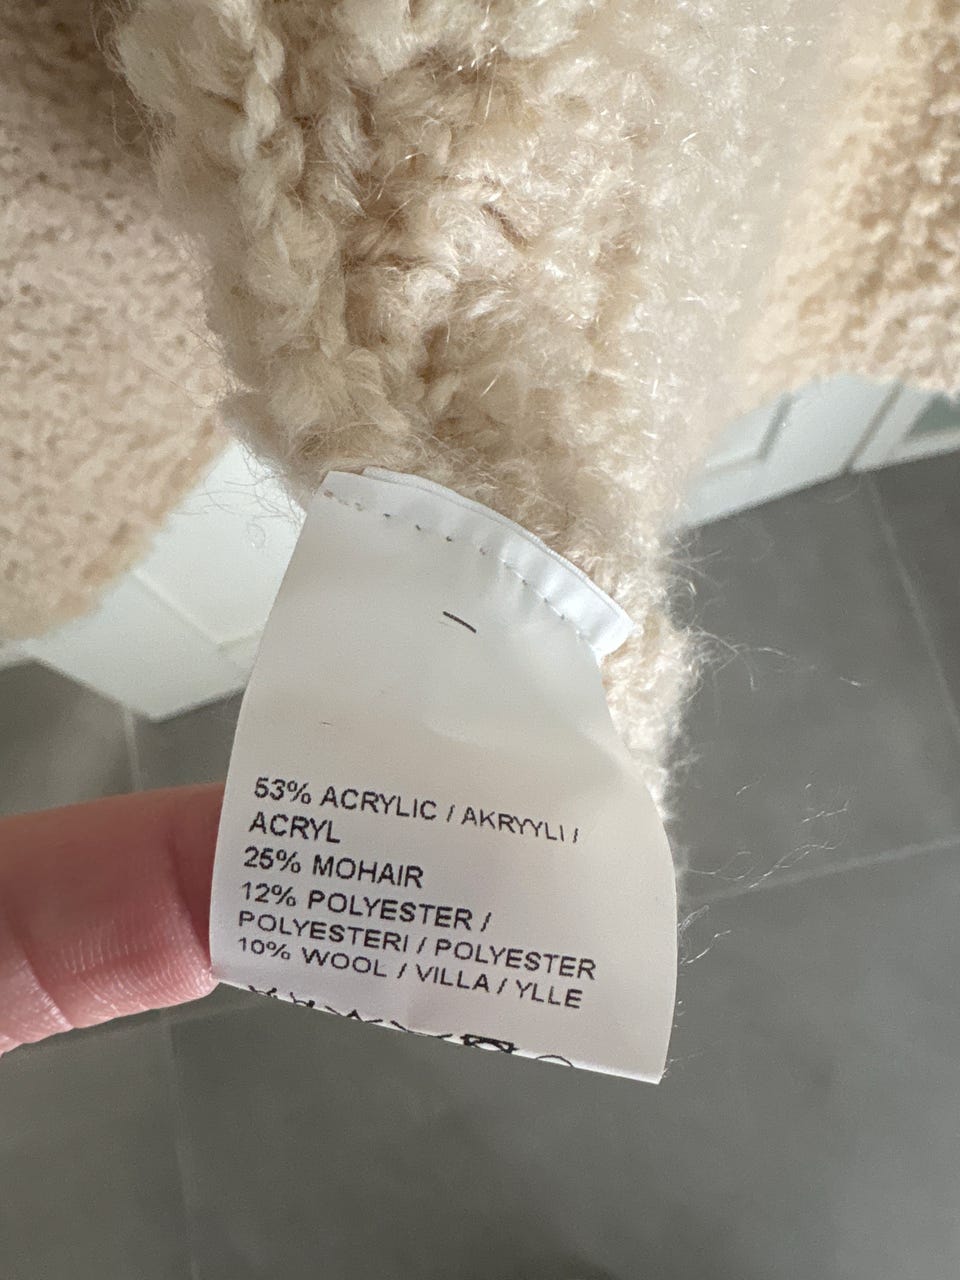 53% ACRYLIC / AKRYYLI /
ACRYL
25% MOHAIR
12% POLYESTER /
POLYESTERI / POLYESTER
10% WOOL / VILLA / YLLE